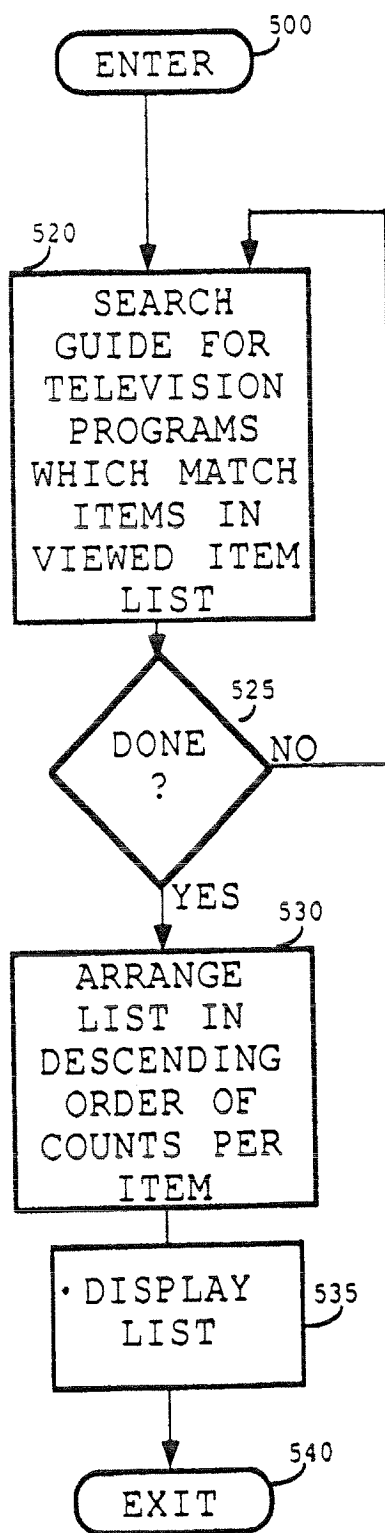 500
ENTER
520
SEARCH
GUIDE FOR
TELEVISION
PROGRAMS
WHICH MATCH
ITEMS IN
VIEWED ITEM
LIST
525
DONE
?
NO
YES
530
ARRANGE
LIST IN
DESCENDING
ORDER OF
COUNTS PER
ITEM
DISPLAY
LIST
535
540
EXIT